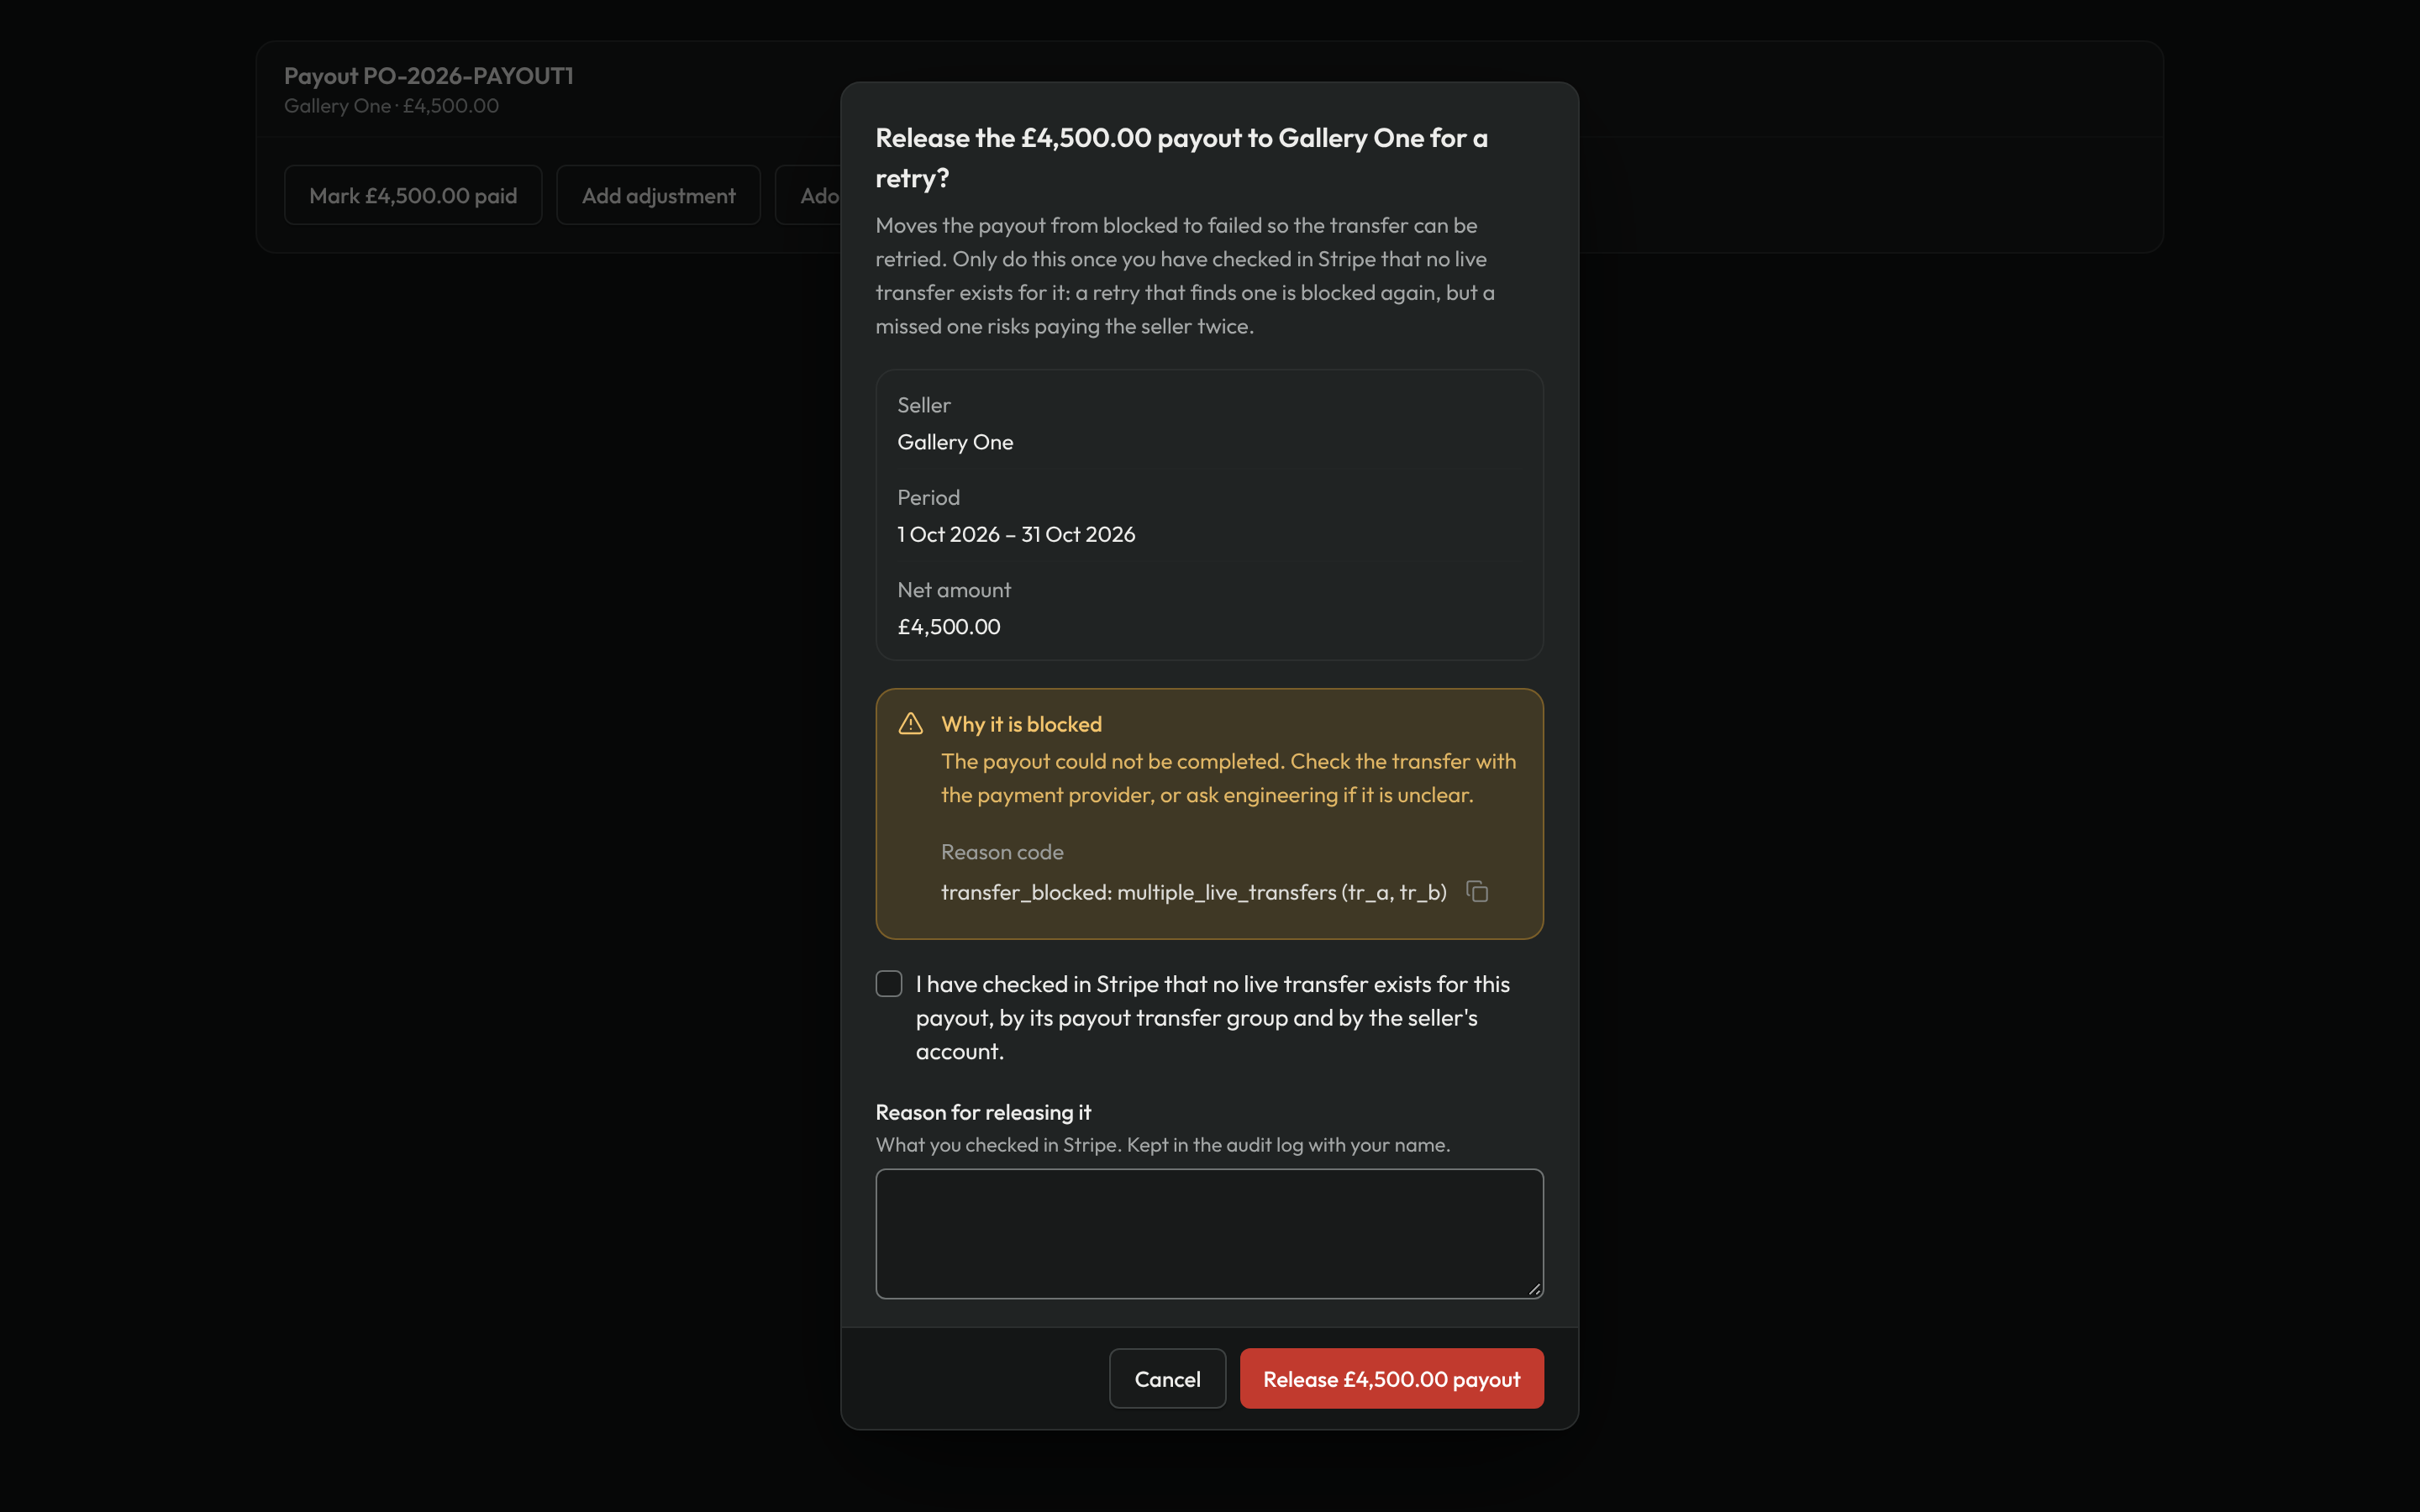 Payout PO-2026-PAYOUT1
Gallery One · £4,500.00
Mark £4,500.00 paid
Add adjustment
Ado
Release the £4,500.00 payout to Gallery One for a
retry?
Moves the payout from blocked to failed so the transfer can be
retried. Only do this once you have checked in Stripe that no live
transfer exists for it: a retry that finds one is blocked again, but a
missed one risks paying the seller twice.
Seller
Gallery One
Period
1 Oct 2026 – 31 Oct 2026
Net amount
£4,500.00
Why it is blocked
The payout could not be completed. Check the transfer with
the payment provider, or ask engineering if it is unclear.
Reason code
transfer_blocked: multiple_live_transfers (tr_a, tr_b)
I have checked in Stripe that no live transfer exists for this
payout, by its payout transfer group and by the seller's
account.
Reason for releasing it
What you checked in Stripe. Kept in the audit log with your name.
Cancel
Release £4,500.00 payout